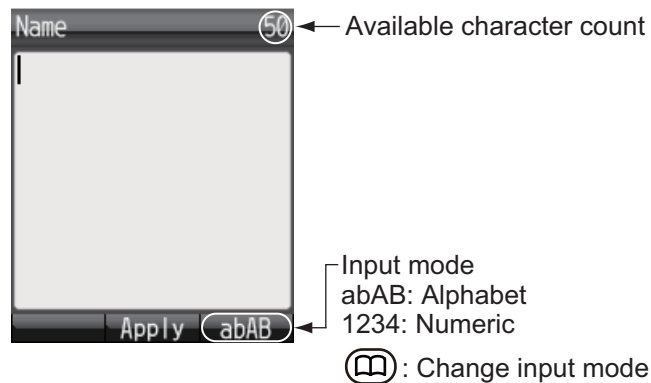 Name 50
Available character count
Apply abAB
Input mode
abAB: Alphabet
1234: Numeric
: Change input mode